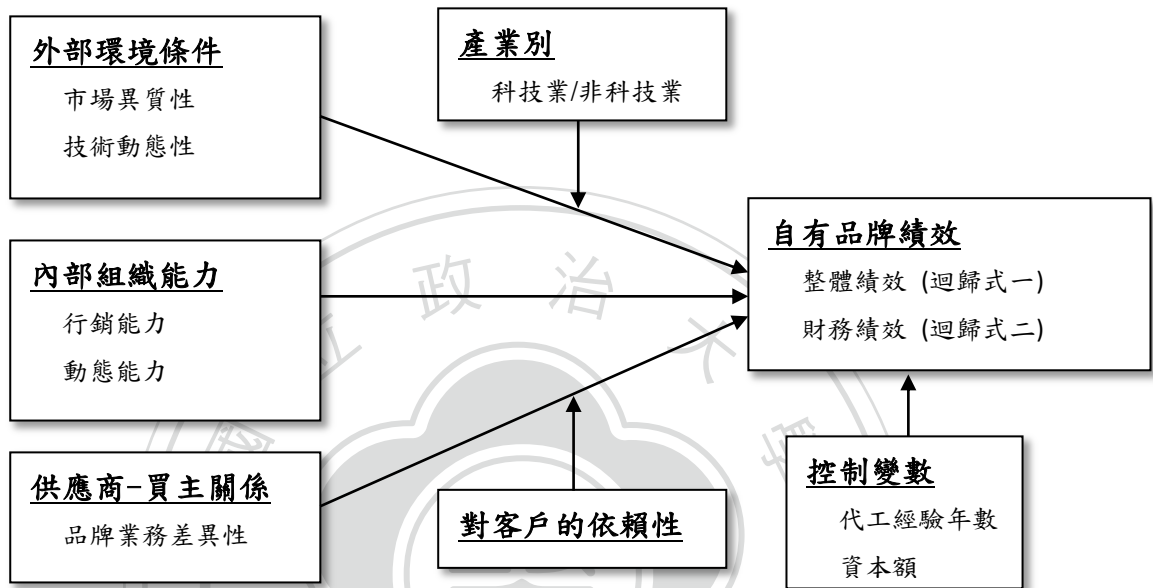 外部環境條件
市場異質性
技術動態性
產業別
科技業/非科技業
內部組織能力
行銷能力
動態能力
自有品牌績效
整體績效 (迴歸式一)
財務績效 (迴歸式二)
供應商-買主關係
品牌業務差異性
對客戶的依賴性
控制變數
代工經驗年數
資本額
立政治大學